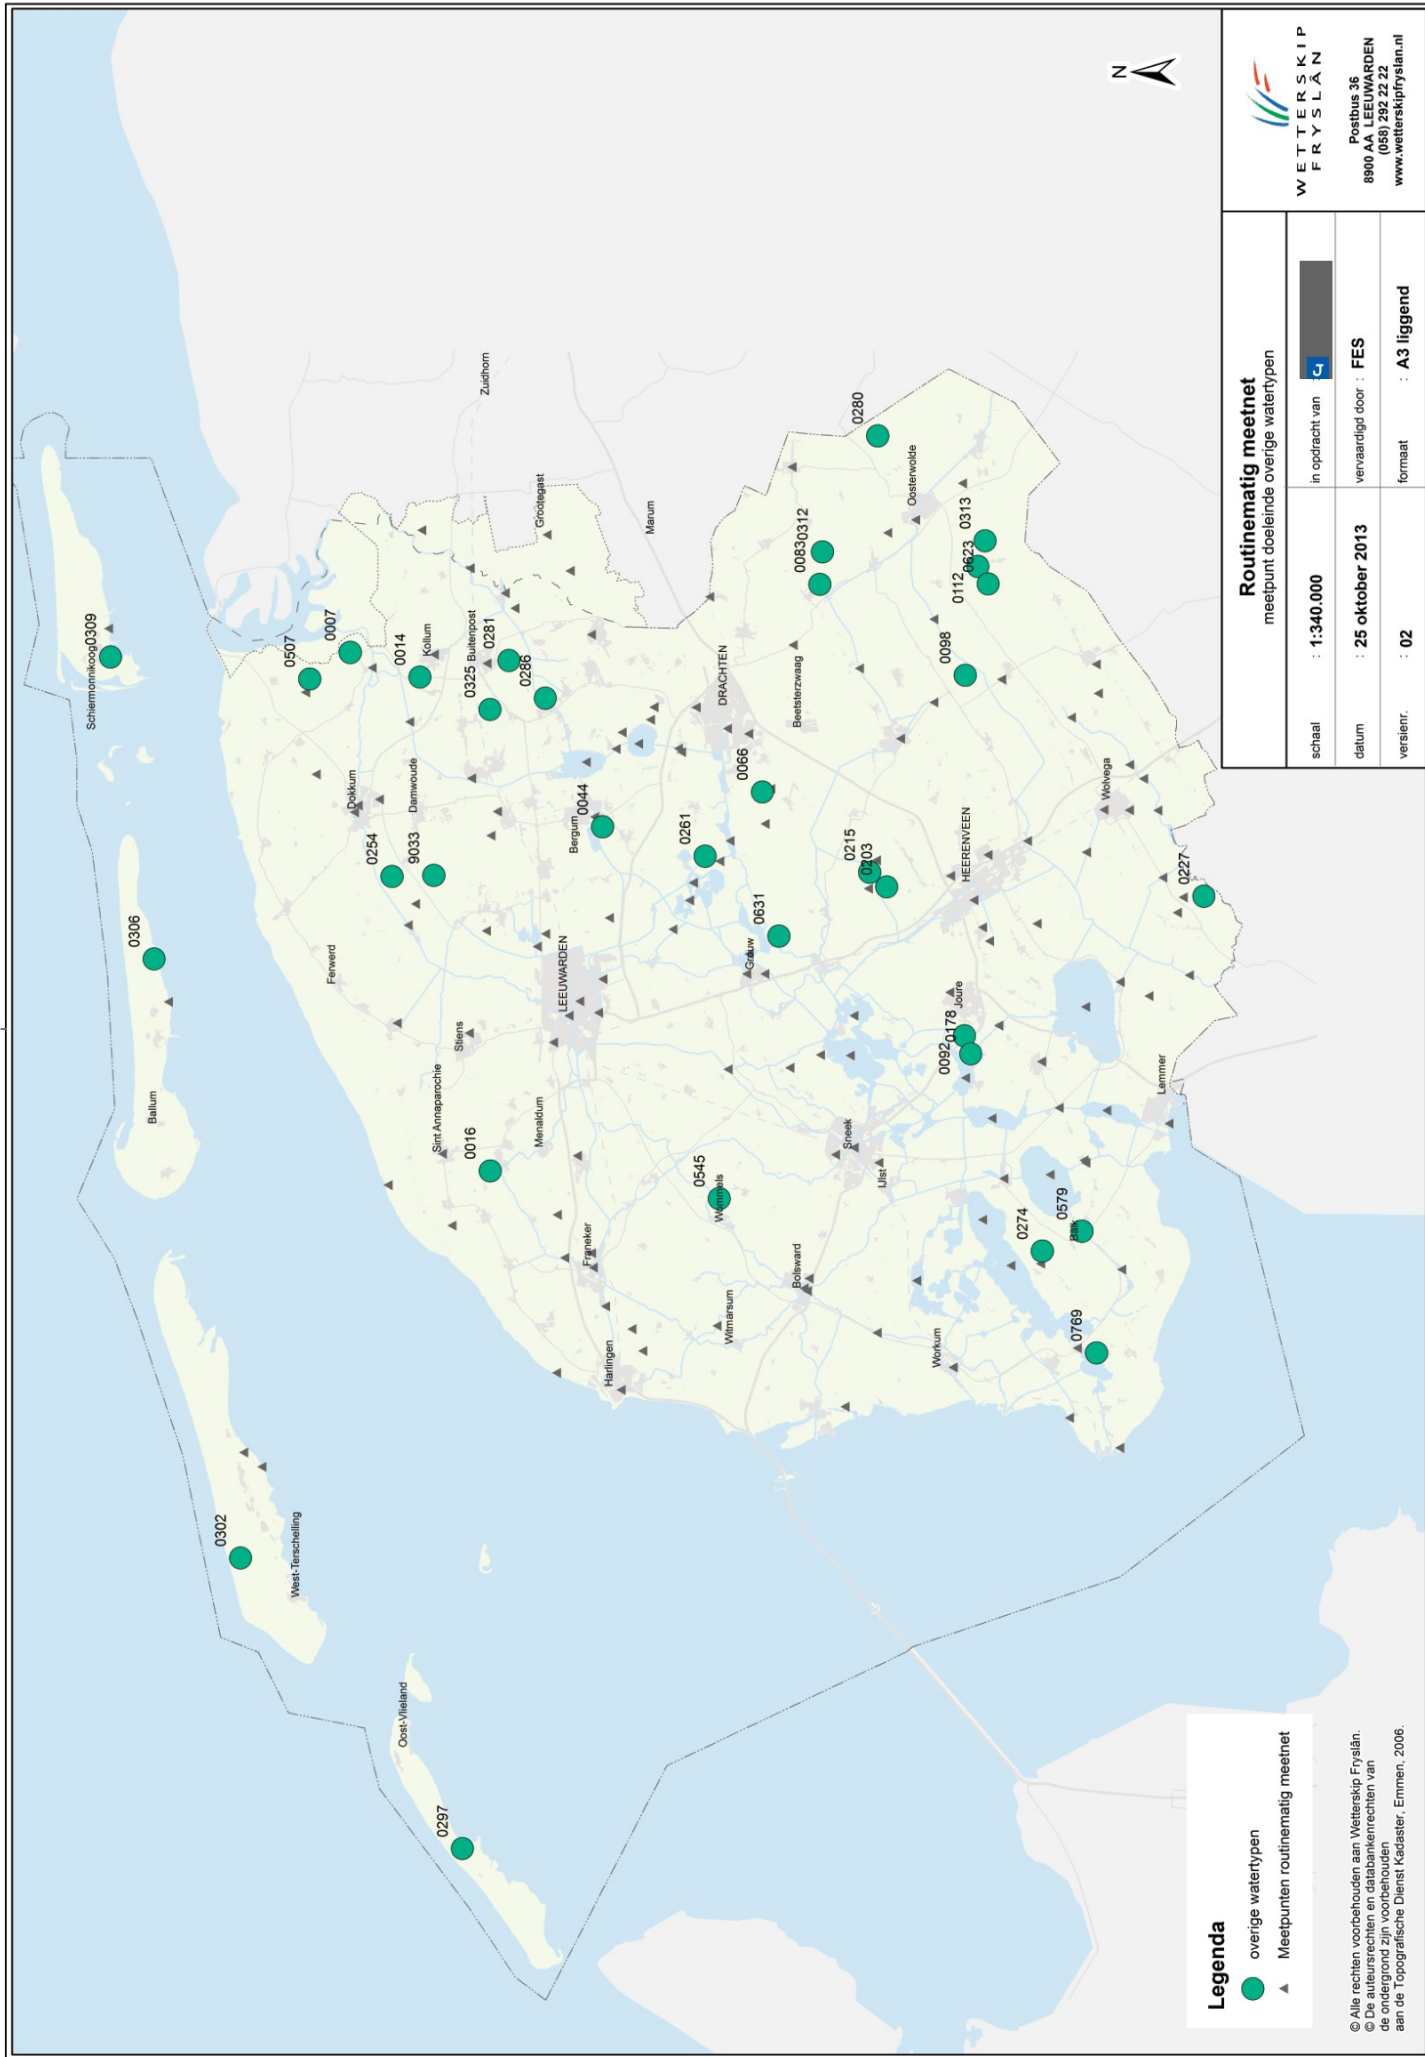 Schiermonnikoog
0309
0306
Ballum
0302
West-Terschelling
Oost-Vlieland
0297
0507
0007
0014
Kollum
Zuidhorn
Dokkum
Damwoude
0254
9033
Ferwerd
0325
Buitenpost
0281
0286
Grootegast
Stiens
Sint Annaparochie
0016
Menaldum
LEEUWARDEN
Bergum
0044
Marum
Franeker
Harlingen
0261
DRACHTEN
0066
0545
Wommels
Witmarsum
Grouw
0631
Beetsterzwaag
0083
0312
0280
Bolsward
Sneek
IJlst
0215
0203
Oosterwolde
Workum
HEERENVEEN
Joure
0178
0092
0098
0112
0623
0313
0274
0579
Balk
0769
Lemmer
Wolvega
0227
N
Legenda
overige watertypen
Meetpunten routinematig meetnet
© Alle rechten voorbehouden aan Wetterskip Fryslân.
© De auteursrechten en databankenrechten van
de ondergrond zijn voorbehouden
aan de Topografische Dienst Kadaster, Emmen, 2006.
Routinematig meetnet
meetpunt doeleinde overige watertypen
schaal : 1:340.000
in opdracht van :
datum : 25 oktober 2013
vervaardigd door : FES
versienr. : 02
formaat : A3 liggend
WETTERSKIP
FRYSLÂN
Postbus 36
8900 AA LEEUWARDEN
(058) 292 22 22
www.wetterskipfryslan.nl